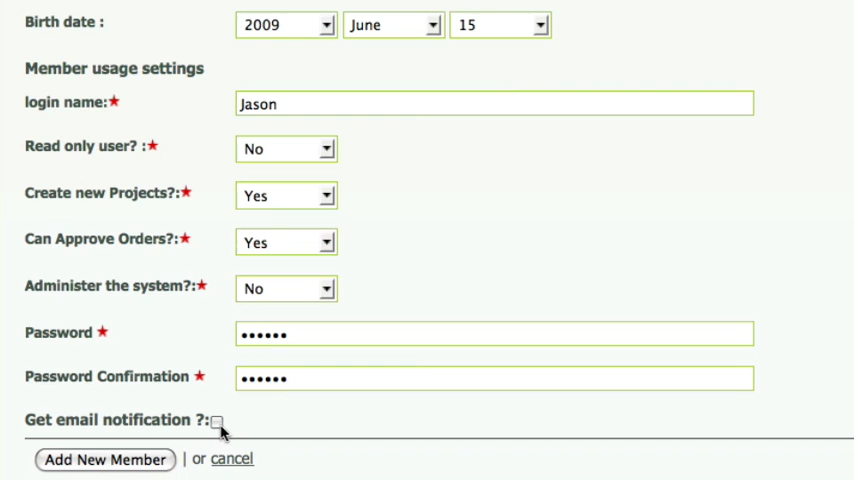 Birth date : 2009 June 15
Member usage settings
login name:★ Jason
Read only user? :★ No
Create new Projects?:★ Yes
Can Approve Orders?:★ Yes
Administer the system?:★ No
Password ★ ••••••
Password Confirmation ★ ••••••
Get email notification ?:
Add New Member | or cancel